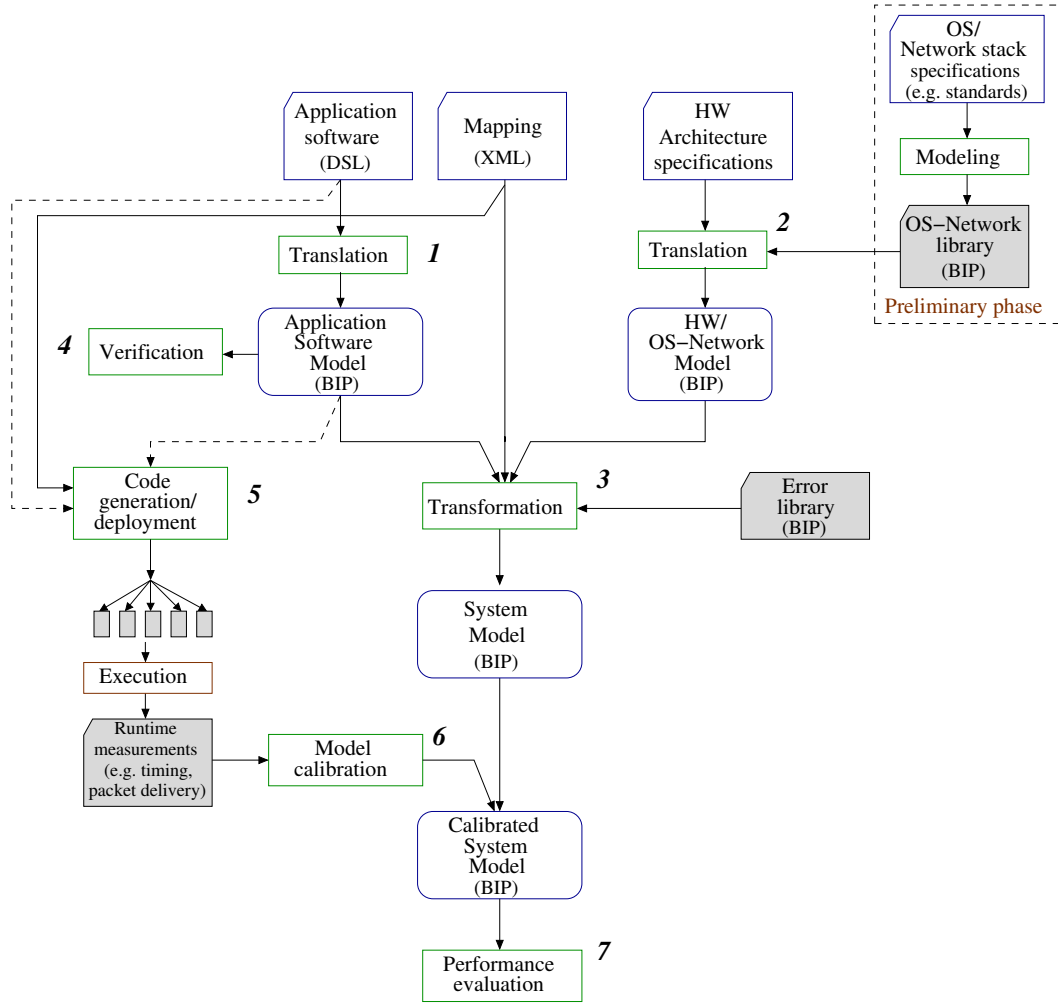 OS/
Network stack
specifications
(e.g. standards)
Application
software
(DSL)
Mapping
(XML)
HW
Architecture
specifications
Modeling
OS−Network
library
(BIP)
Preliminary phase
Translation
1
Translation
2
4
Verification
Application
Software
Model
(BIP)
HW/
OS−Network
Model
(BIP)
Code
generation/
deployment
5
Transformation
3
Error
library
(BIP)
System
Model
(BIP)
Execution
Runtime
measurements
(e.g. timing,
packet delivery)
Model
calibration
6
Calibrated
System
Model
(BIP)
Performance
evaluation
7